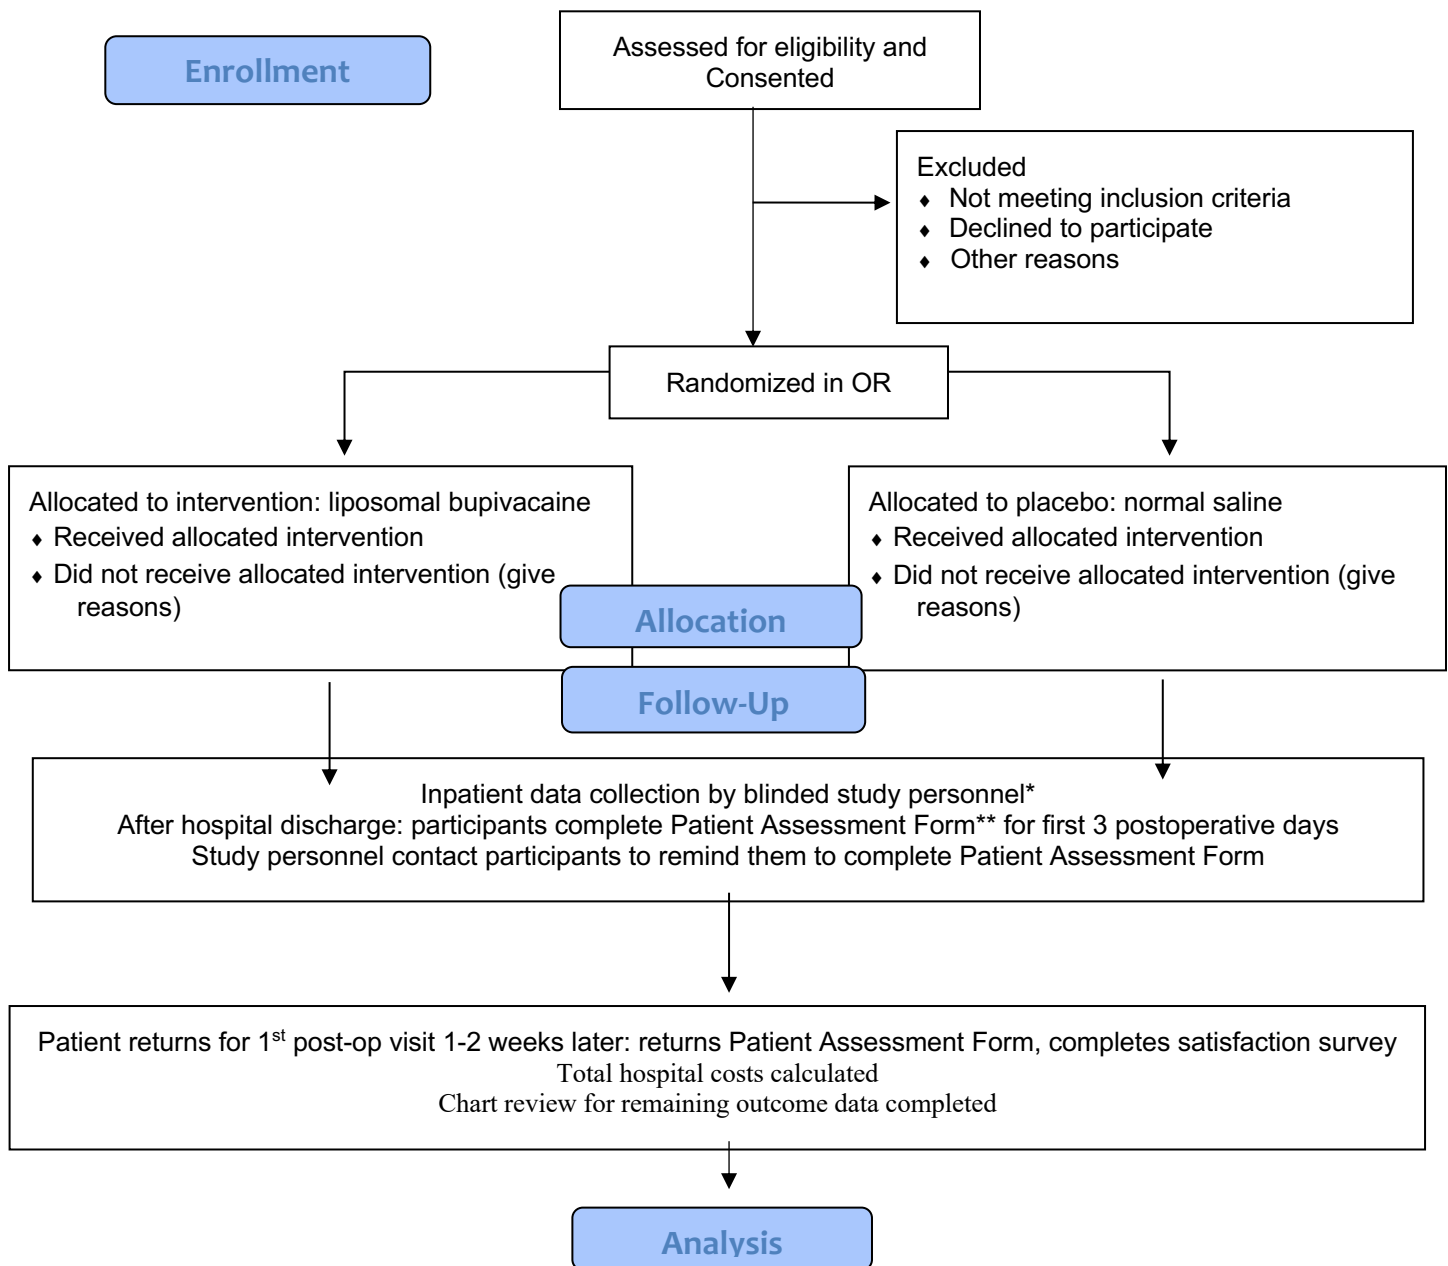 Enrollment
Assessed for eligibility and
Consented
Excluded
♦ Not meeting inclusion criteria
♦ Declined to participate
♦ Other reasons
Randomized in OR
Allocated to intervention: liposomal bupivacaine
♦ Received allocated intervention
♦ Did not receive allocated intervention (give
reasons)
Allocated to placebo: normal saline
♦ Received allocated intervention
♦ Did not receive allocated intervention (give
reasons)
Allocation
Follow-Up
Inpatient data collection by blinded study personnel*
After hospital discharge: participants complete Patient Assessment Form** for first 3 postoperative days
Study personnel contact participants to remind them to complete Patient Assessment Form
Patient returns for 1st post-op visit 1-2 weeks later: returns Patient Assessment Form, completes satisfaction survey
Total hospital costs calculated
Chart review for remaining outcome data completed
Analysis